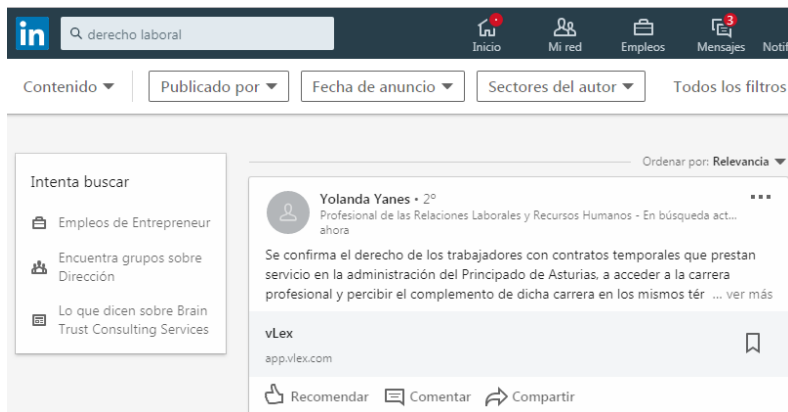 in
derecho laboral
3
Inicio
Mi red
Empleos
Mensajes
Notif
Contenido
Publicado por
Fecha de anuncio
Sectores del autor
Todos los filtros
Ordenar por: Relevancia
Intenta buscar
Empleos de Entrepreneur
Encuentra grupos sobre
Dirección
Lo que dicen sobre Brain
Trust Consulting Services
Yolanda Yanes • 2º
Profesional de las Relaciones Laborales y Recursos Humanos - En búsqueda act...
ahora
Se confirma el derecho de los trabajadores con contratos temporales que prestan
servicio en la administración del Principado de Asturias, a acceder a la carrera
profesional y percibir el complemento de dicha carrera en los mismos tér ... ver más
vLex
app.vlex.com
Recomendar
Comentar
Compartir